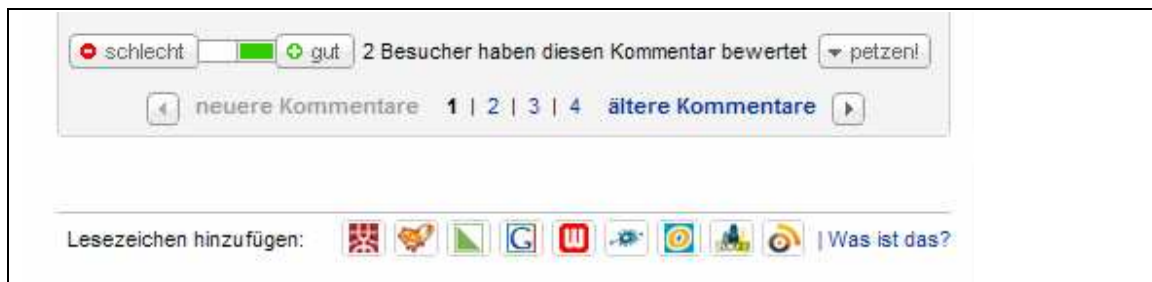 schlecht gut 2 Besucher haben diesen Kommentar bewertet petzen!
neuere Kommentare 1 | 2 | 3 | 4 ältere Kommentare
Lesezeichen hinzufügen: | Was ist das?